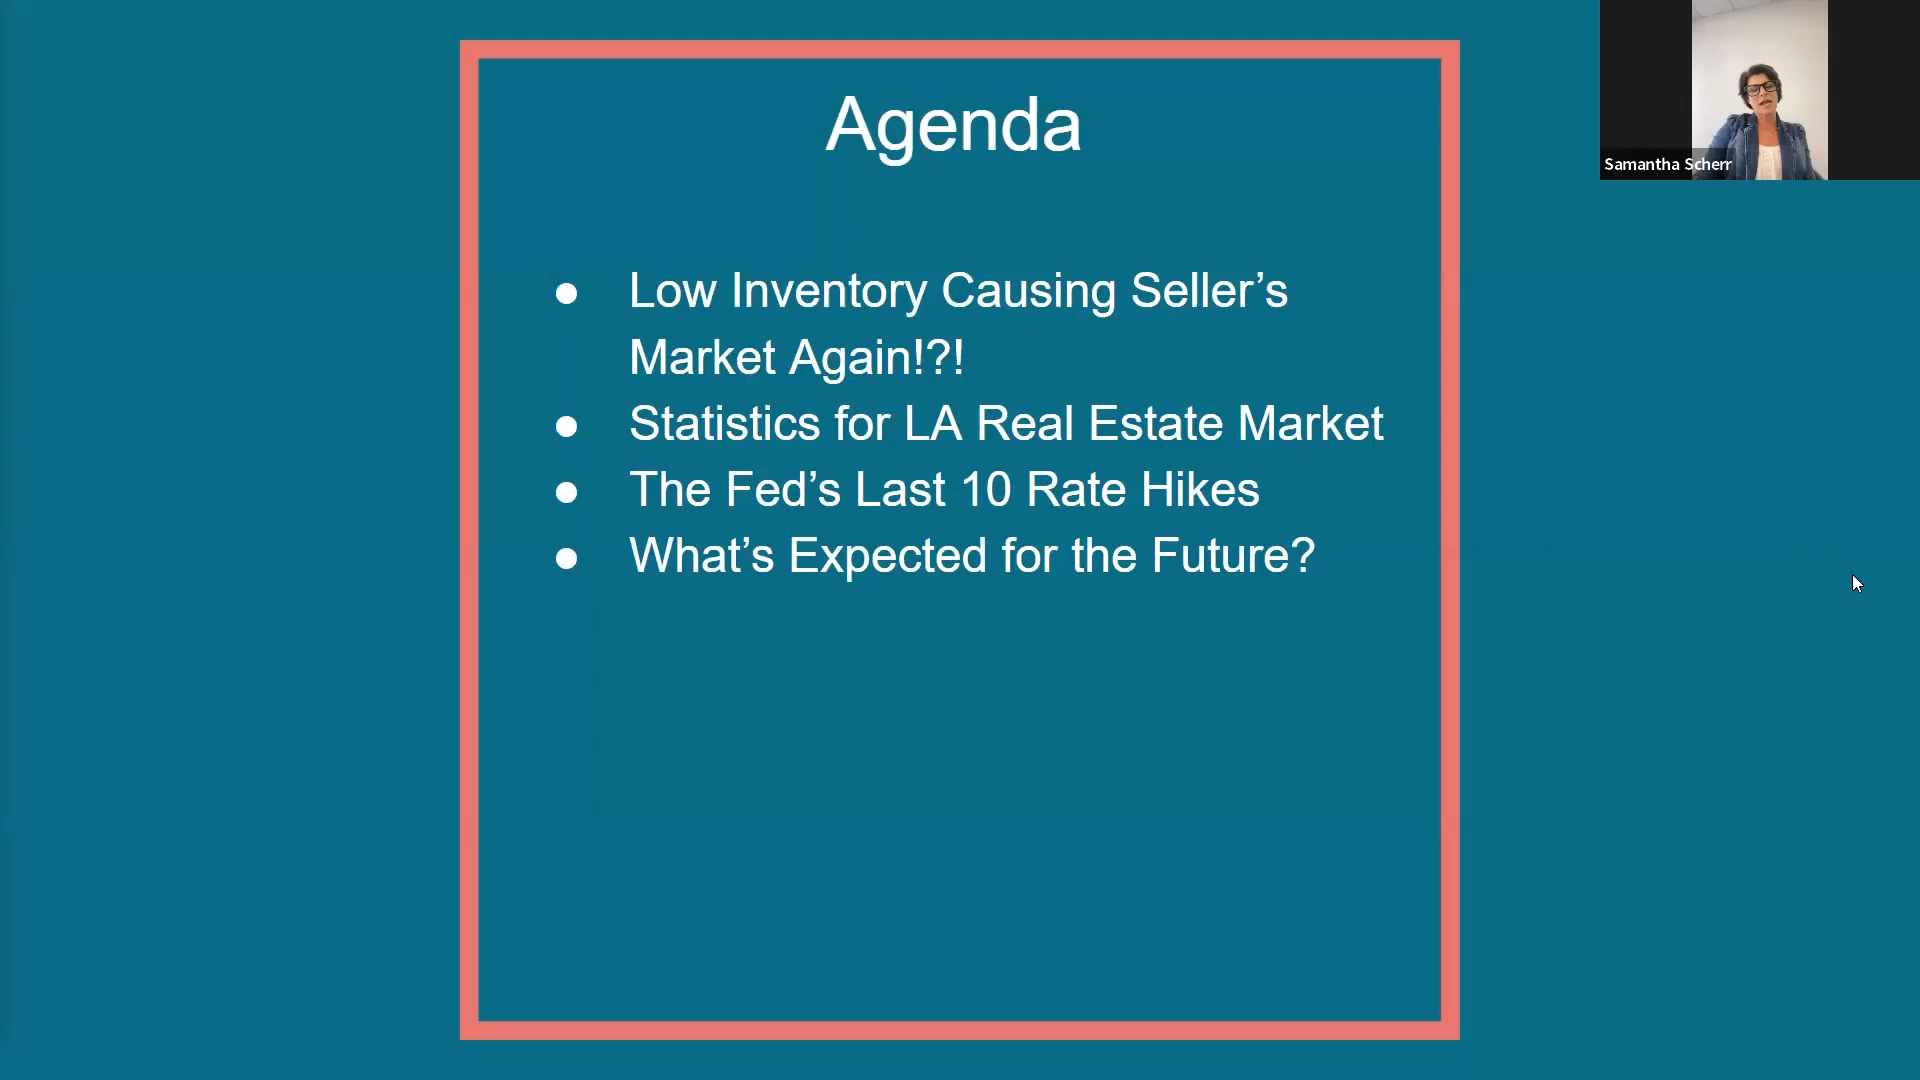 Agenda
● Low Inventory Causing Seller’s
Market Again!?!
● Statistics for LA Real Estate Market
● The Fed’s Last 10 Rate Hikes
● What’s Expected for the Future?
Samantha Scherr